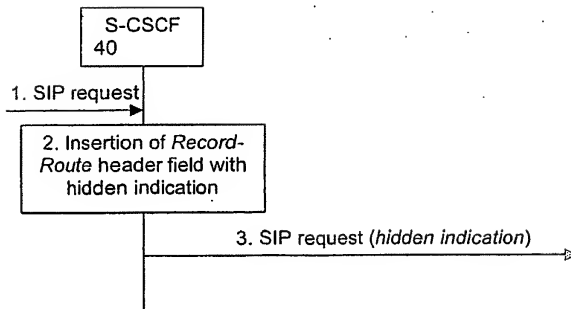 S-CSCF
40
1. SIP request
2. Insertion of Record-
Route header field with
hidden indication
3. SIP request (hidden indication)